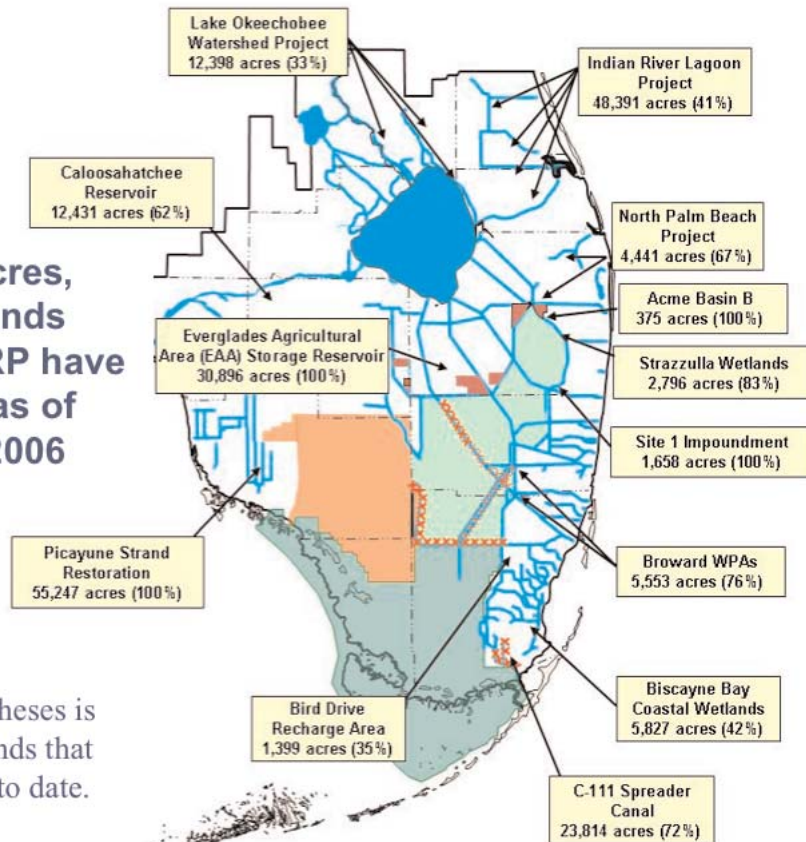 Lake Okeechobee
Watershed Project
12,398 acres (33%)
Indian River Lagoon
Project
48,391 acres (41%)
Caloosahatchee
Reservoir
12,431 acres (62%)
North Palm Beach
Project
4,441 acres (67%)
cres,
nds
RP have
as of
2006
Acme Basin B
375 acres (100%)
Everglades Agricultural
Area (EAA) Storage Reservoir
30,896 acres (100%)
Strazzulla Wetlands
2,796 acres (83%)
Site 1 Impoundment
1,658 acres (100%)
Picayune Strand
Restoration
55,247 acres (100%)
Broward WPAs
5,553 acres (76%)
Bird Drive
Recharge Area
1,399 acres (35%)
Biscayne Bay
Coastal Wetlands
5,827 acres (42%)
theses is
nds that
to date.
C-111 Spreader
Canal
23,814 acres (72%)